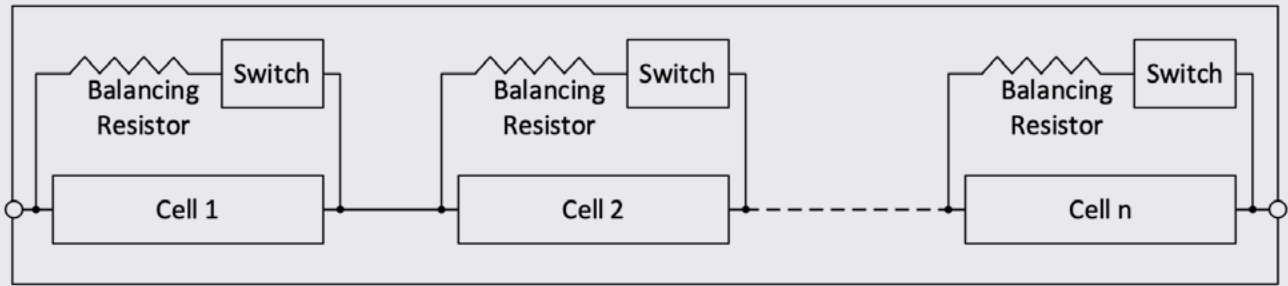 Switch
Balancing
Resistor
Cell 1
Switch
Balancing
Resistor
Cell 2
Switch
Balancing
Resistor
Cell n